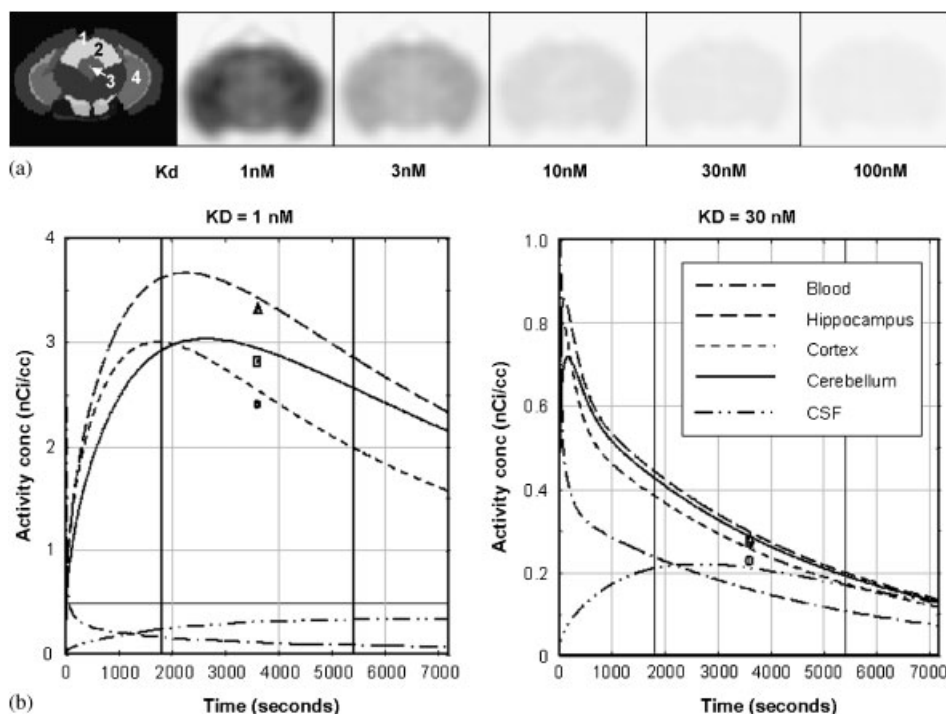 1
2
3
4
(a) Kd 1nM 3nM 10nM 30nM 100nM
KD = 1 nM
4
3
2
1
0
Activity conc (nCi/cc)
0 1000 2000 3000 4000 5000 6000 7000
Time (seconds)
KD = 30 nM
1.0
0.8
0.6
0.4
0.2
0
Activity conc (nCi/cc)
Blood
Hippocampus
Cortex
Cerebellum
CSF
0 1000 2000 3000 4000 5000 6000 7000
Time (seconds)
(b)